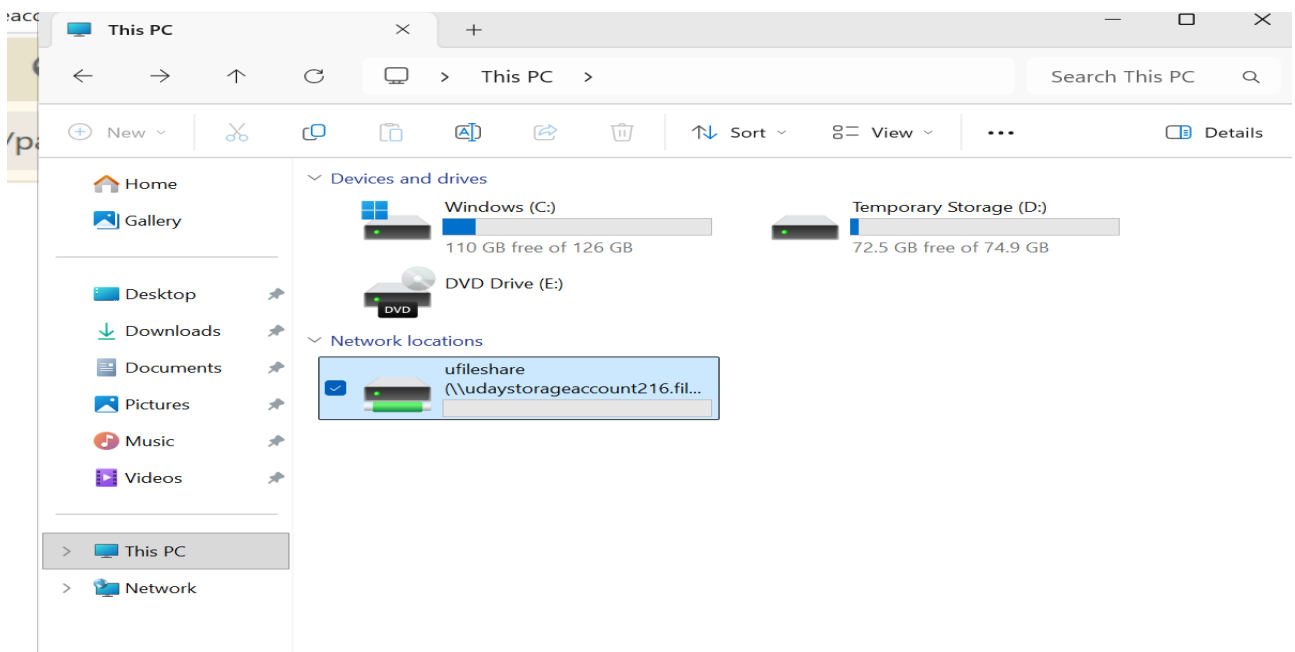 This PC
This PC
Search This PC
New
Sort
View
Details
Home
Gallery
Desktop
Downloads
Documents
Pictures
Music
Videos
This PC
Network
Devices and drives
Windows (C:)
110 GB free of 126 GB
Temporary Storage (D:)
72.5 GB free of 74.9 GB
DVD Drive (E:)
DVD
Network locations
ufileshare
(\\udaystorageaccount216.fil...